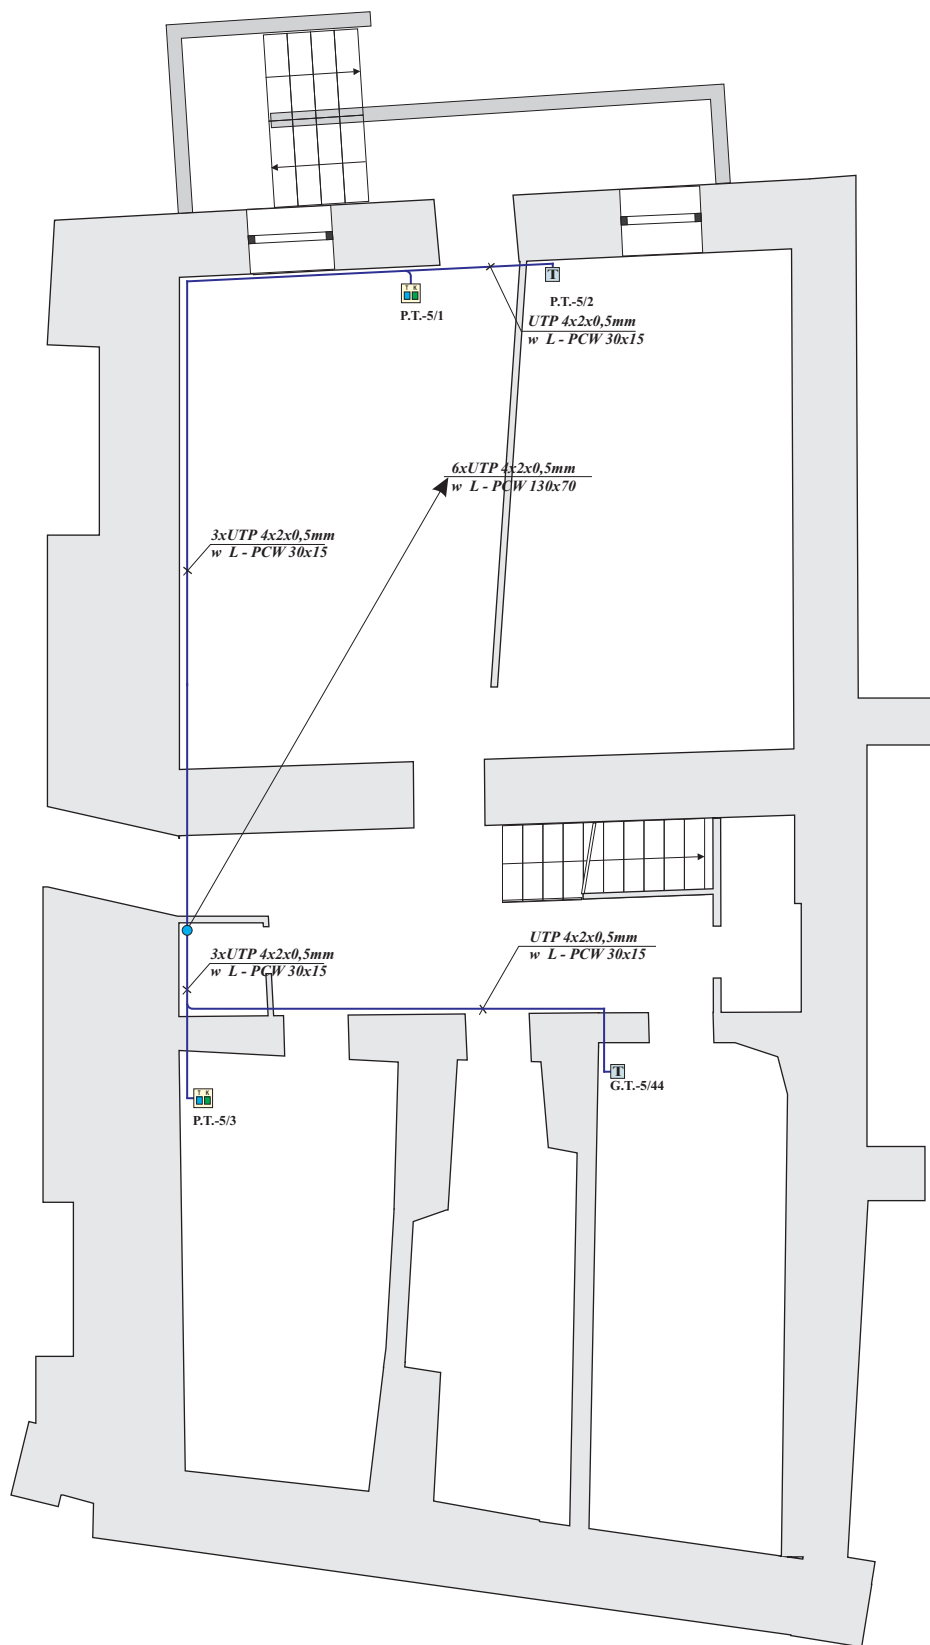 T K
P.T.-5/1
T
P.T.-5/2
UTP 4x2x0,5mm
w L - PCW 30x15
6xUTP 4x2x0,5mm
w L - PCW 130x70
3xUTP 4x2x0,5mm
w L - PCW 30x15
3xUTP 4x2x0,5mm
w L - PCW 30x15
UTP 4x2x0,5mm
w L - PCW 30x15
T
G.T.-5/44
T K
P.T.-5/3